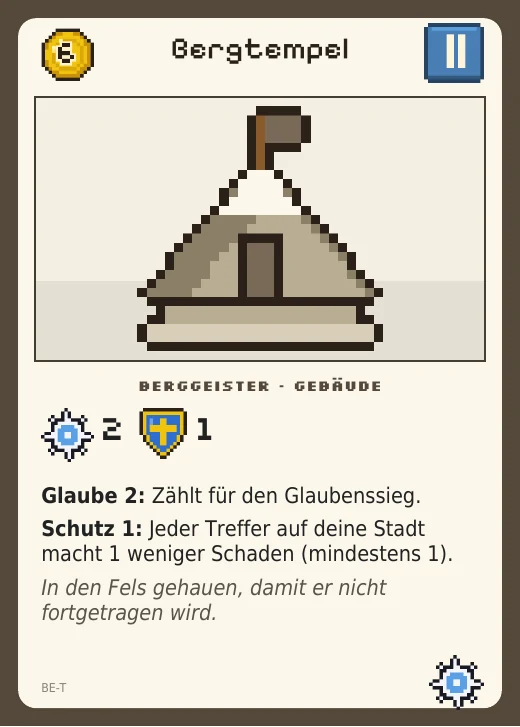 6
Bergtempel
II
BERGGEISTER - GEBÄUDE
2 1
Glaube 2: Zählt für den Glaubenssieg.
Schutz 1: Jeder Treffer auf deine Stadt
macht 1 weniger Schaden (mindestens 1).
In den Fels gehauen, damit er nicht
fortgetragen wird.
BE-T